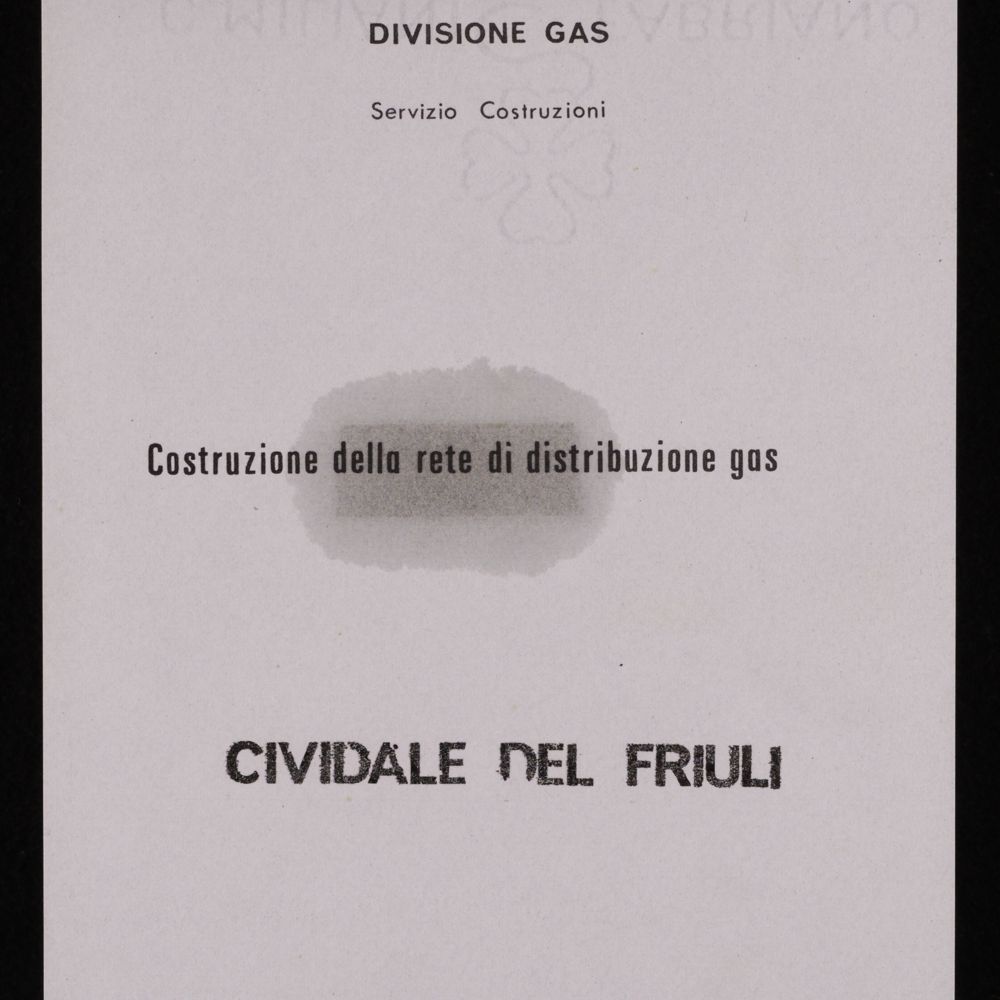 DIVISIONE GAS
Servizio Costruzioni
Costruzione della rete di distribuzione gas
CIVIDALE DEL FRIULI